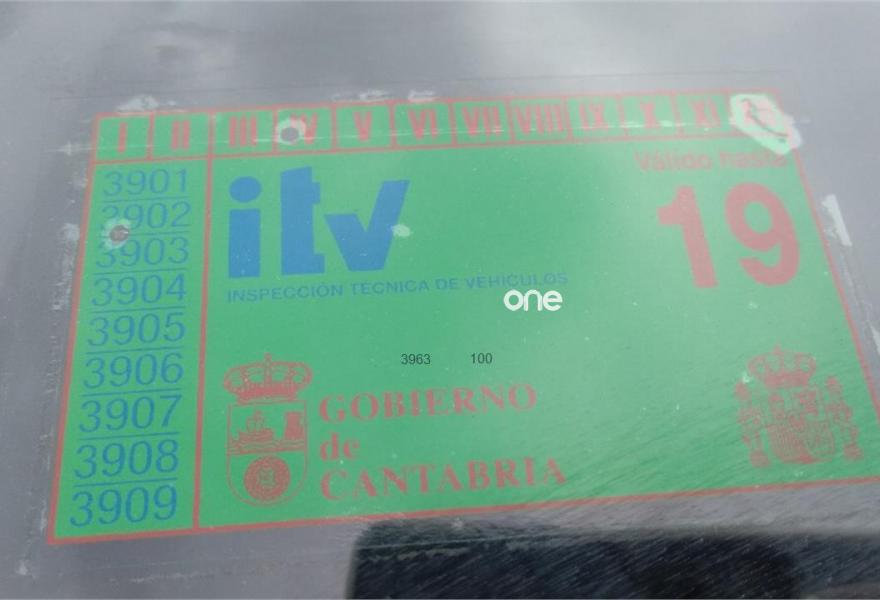 I II III IV V VI VII VIII IX X XI
Válido hasta
19
3901
3902
3903
3904
3905
3906
3907
3908
3909
itv
INSPECCIÓN TÉCNICA DE VEHÍCULOS
one
3963 100
GOBIERNO
de
CANTABRIA